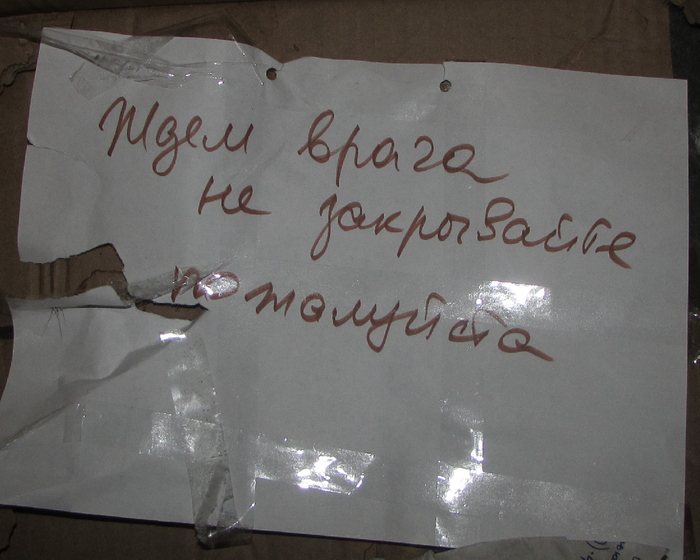 Ждем врага
не закрывайте
пожалуйста